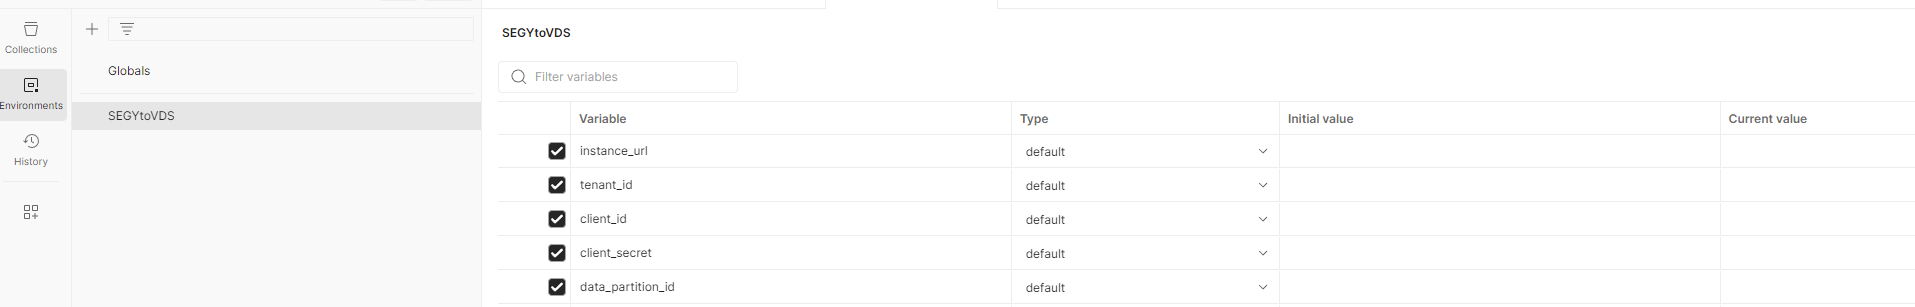 Collections
Environments
History
Globals
SEGYtoVDS
SEGYtoVDS
Filter variables
Variable Type Initial value Current value
instance_url default
tenant_id default
client_id default
client_secret default
data_partition_id default